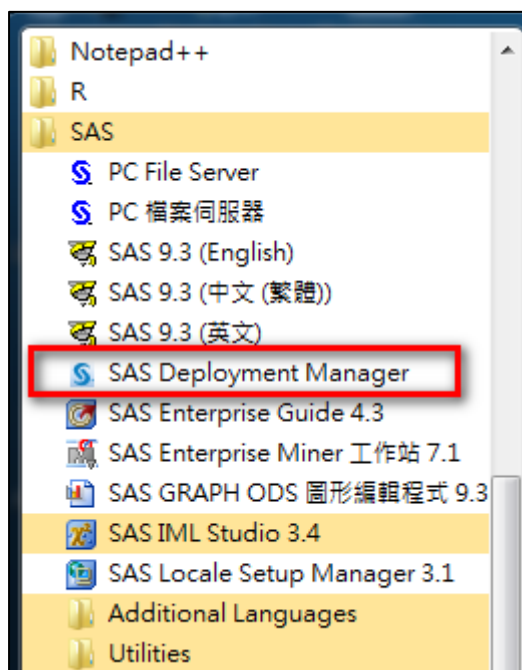 Notepad++
R
SAS
PC File Server
PC 檔案伺服器
SAS 9.3 (English)
SAS 9.3 (中文 (繁體))
SAS 9.3 (英文)
SAS Deployment Manager
SAS Enterprise Guide 4.3
SAS Enterprise Miner 工作站 7.1
SAS GRAPH ODS 圖形編輯程式 9.3
SAS IML Studio 3.4
SAS Locale Setup Manager 3.1
Additional Languages
Utilities